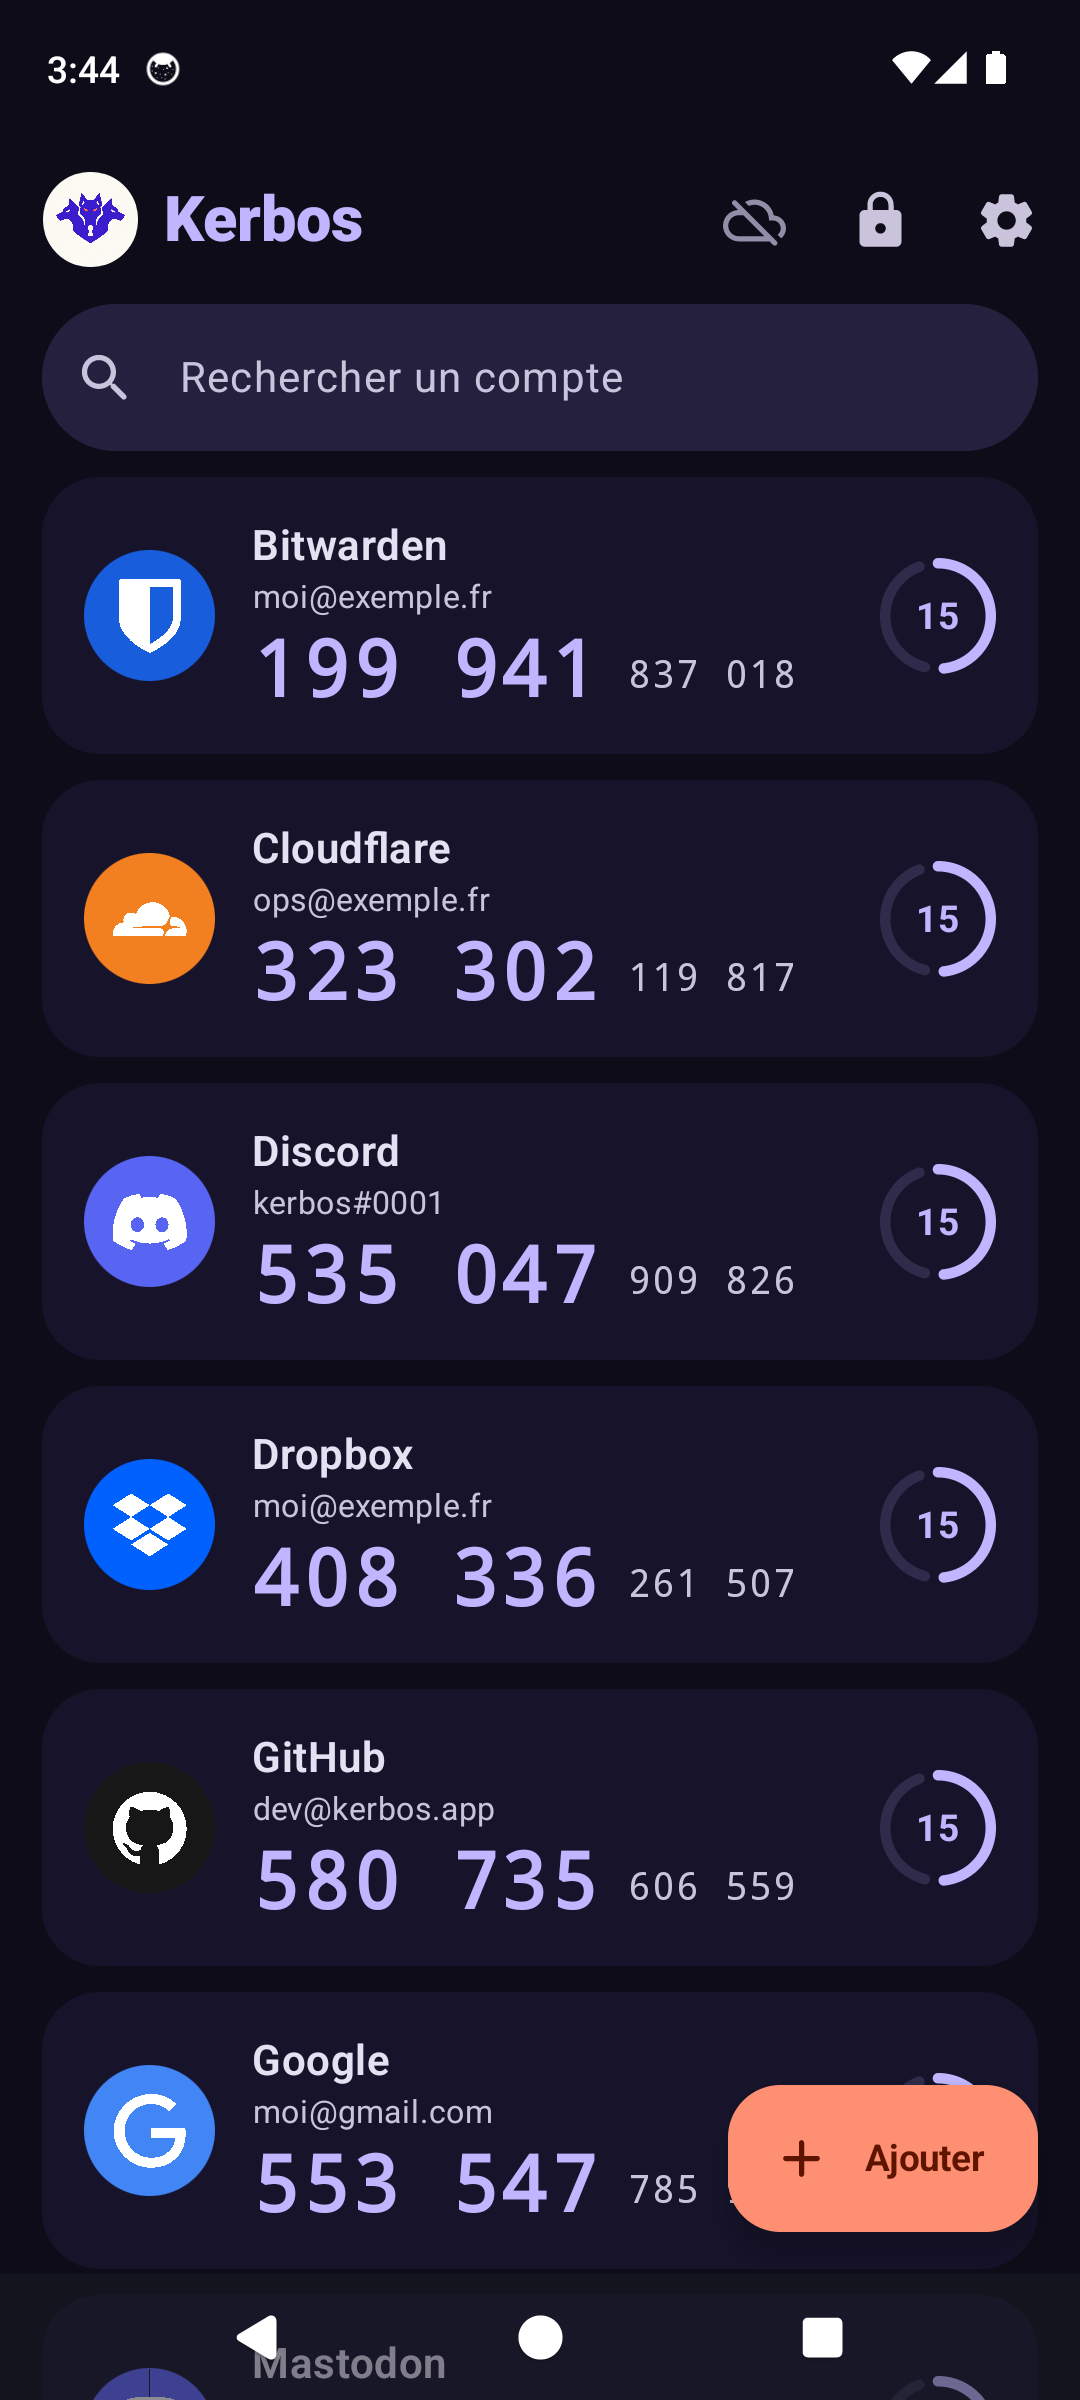 3:44
Kerbos
Rechercher un compte
Bitwarden
moi@exemple.fr
199 941 837 018
15
Cloudflare
ops@exemple.fr
323 302 119 817
15
Discord
kerbos#0001
535 047 909 826
15
Dropbox
moi@exemple.fr
408 336 261 507
15
GitHub
dev@kerbos.app
580 735 606 559
15
Google
moi@gmail.com
553 547 785
Ajouter
Mastodon